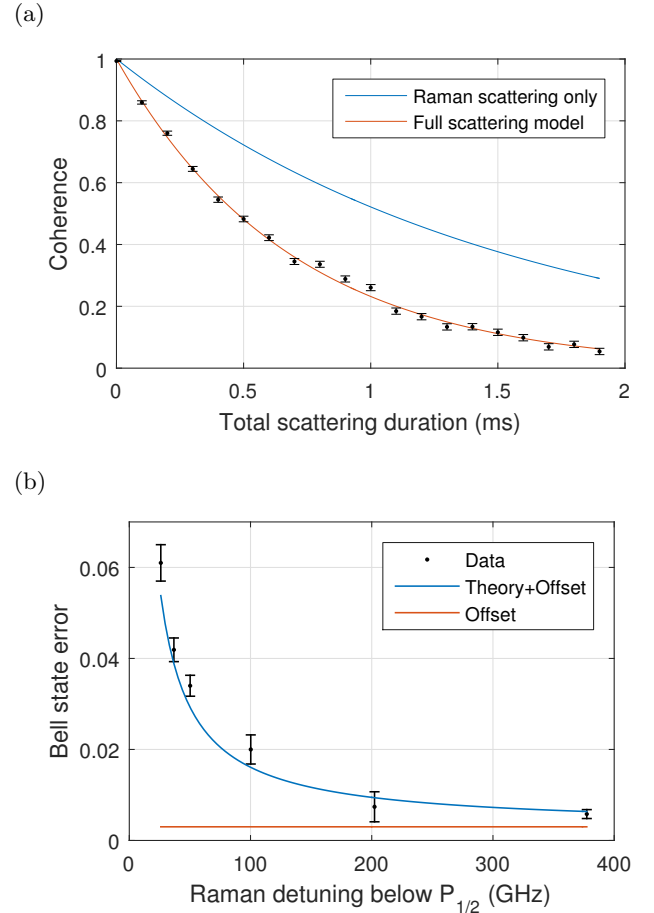 (a)
1
0.8
0.6
0.4
0.2
0
Coherence
Raman scattering only
Full scattering model
0 0.5 1 1.5 2
Total scattering duration (ms)
(b)
0.06
0.04
0.02
0
Bell state error
Data
Theory+Offset
Offset
0 100 200 300 400
Raman detuning below P1/2 (GHz)